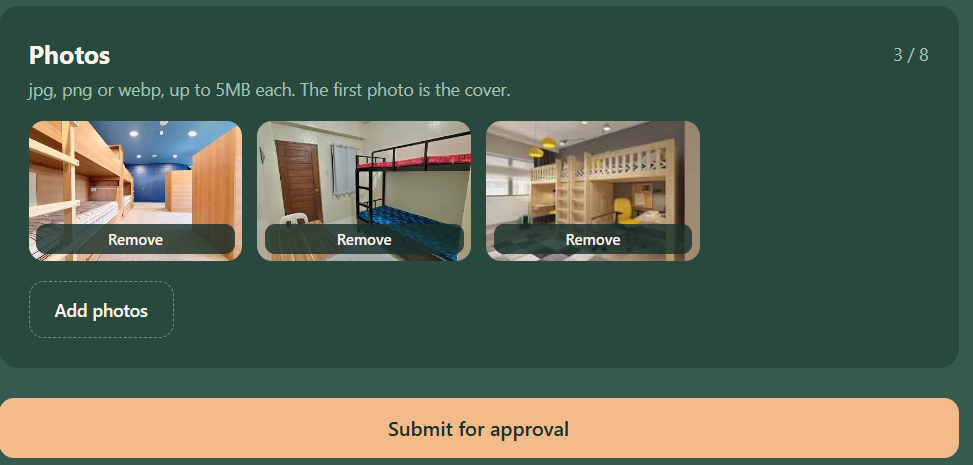 Photos
3 / 8
jpg, png or webp, up to 5MB each. The first photo is the cover.
Remove
Remove
Remove
Add photos
Submit for approval